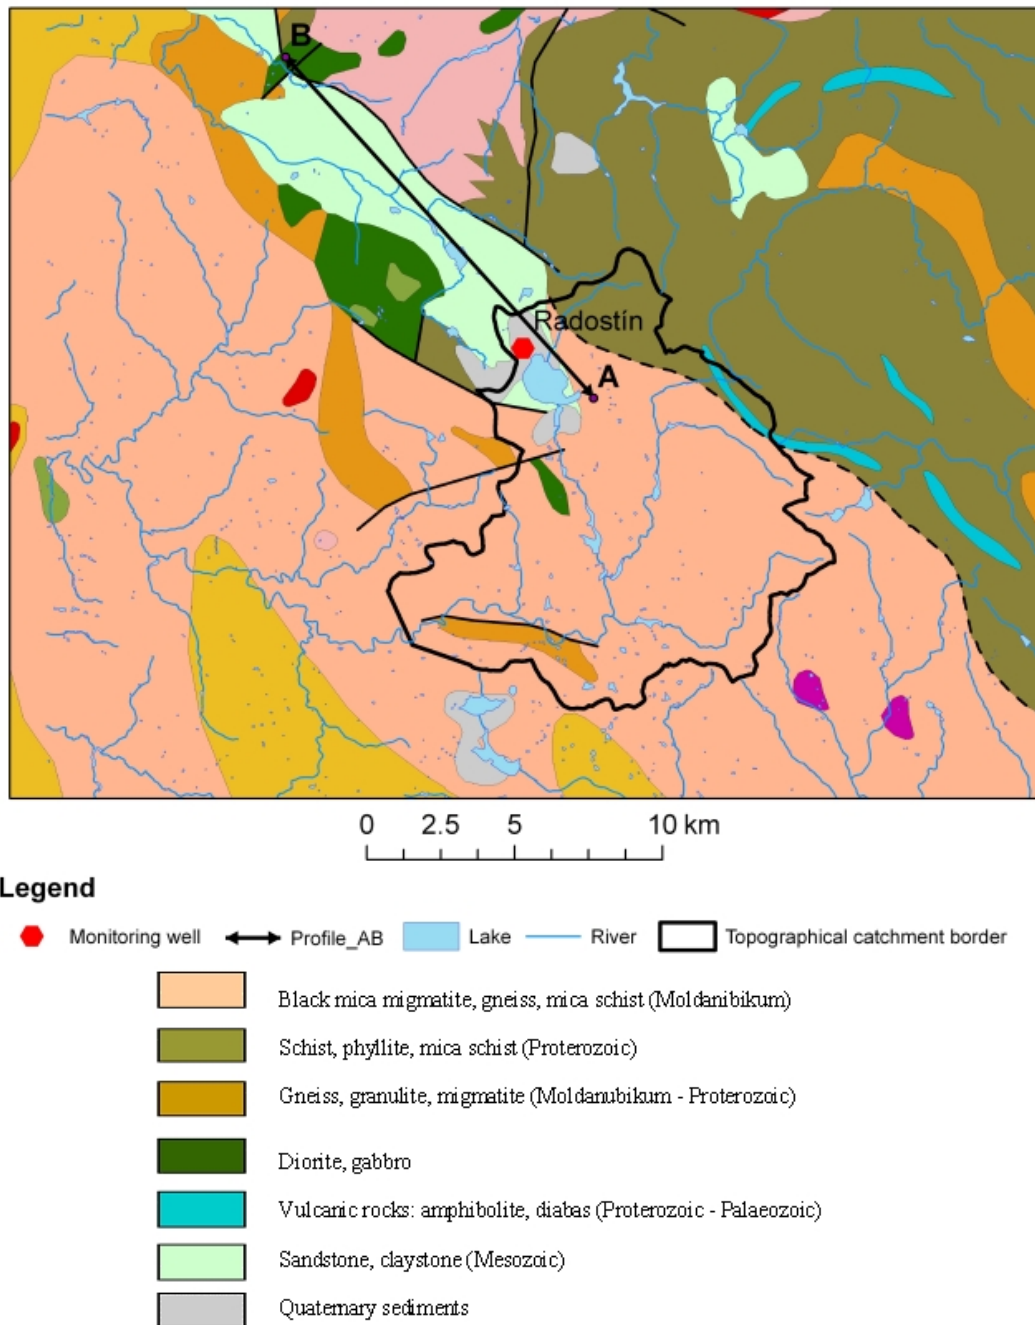 B
Radostín
A
0 2.5 5 10 km
Legend
Monitoring well Profile_AB Lake River Topographical catchment border
Black mica migmatite, gneiss, mica schist (Moldanibikum)
Schist, phyllite, mica schist (Proterozoic)
Gneiss, granulite, migmatite (Moldanubikum - Proterozoic)
Diorite, gabbro
Vulcanic rocks: amphibolite, diabas (Proterozoic - Palaeozoic)
Sandstone, claystone (Mesozoic)
Quaternary sediments